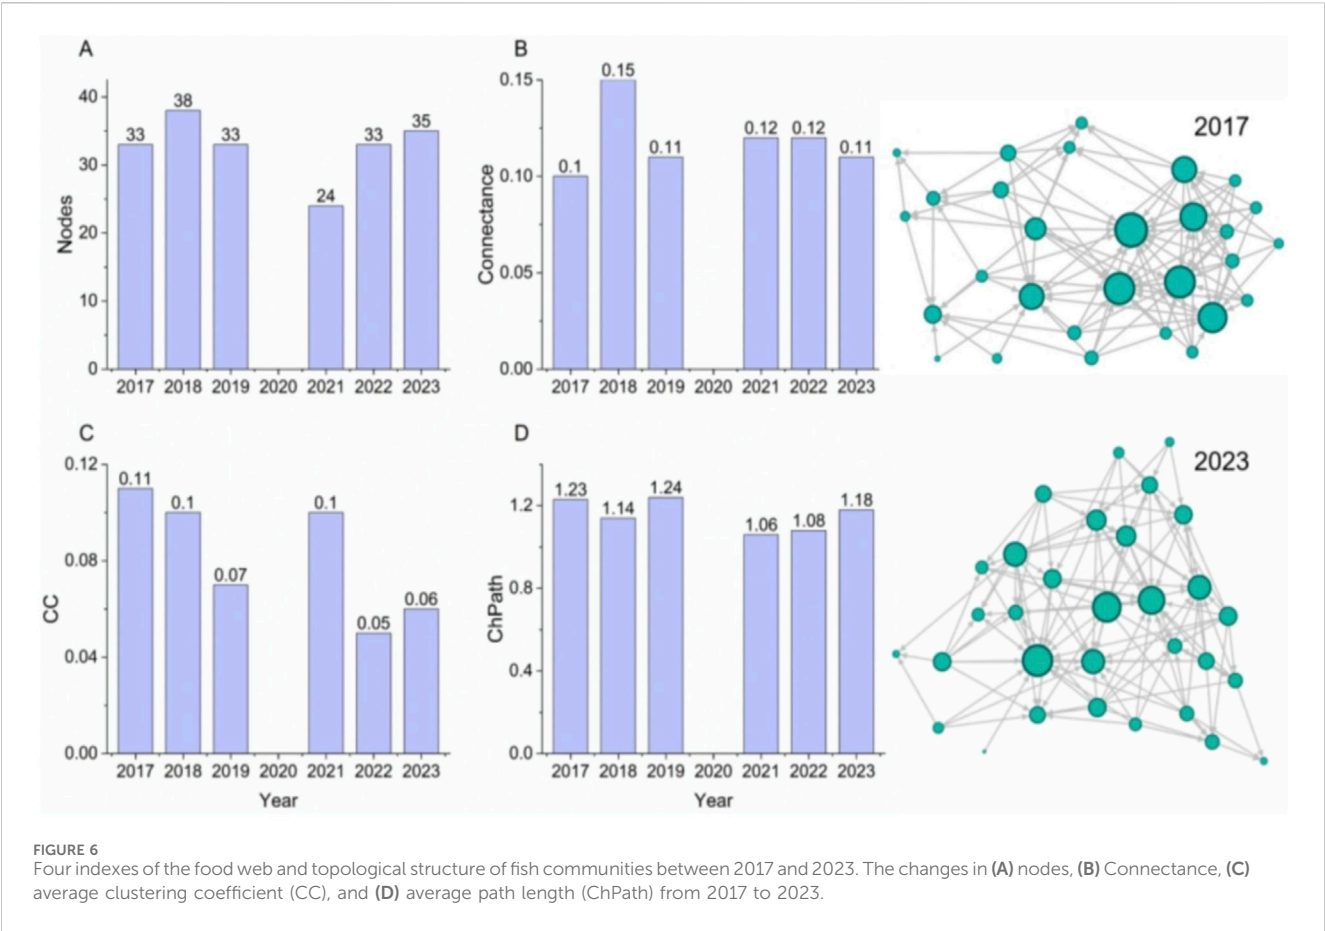 A
40
30
20
10
0
Nodes
33
38
33
24
33
35
2017 2018 2019 2020 2021 2022 2023
B
0.15
0.10
0.05
0.00
Connectance
0.1
0.15
0.11
0.12
0.12
0.11
2017 2018 2019 2020 2021 2022 2023
2017
C
0.12
0.08
0.04
0.00
CC
0.11
0.1
0.07
0.1
0.05
0.06
2017 2018 2019 2020 2021 2022 2023
Year
D
1.2
0.8
0.4
0.0
ChPath
1.23
1.14
1.24
1.06
1.08
1.18
2017 2018 2019 2020 2021 2022 2023
Year
2023
FIGURE 6
Four indexes of the food web and topological structure of fish communities between 2017 and 2023. The changes in (A) nodes, (B) Connectance, (C)
average clustering coefficient (CC), and (D) average path length (ChPath) from 2017 to 2023.